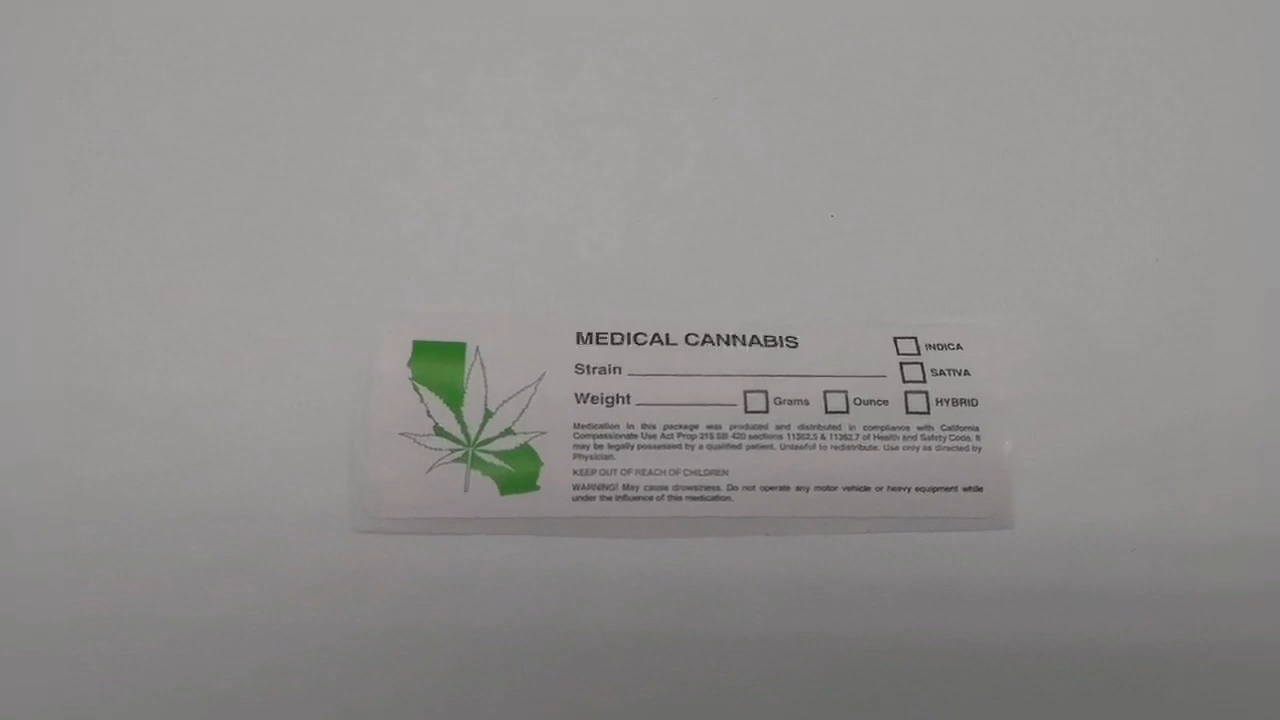 MEDICAL CANNABIS
INDICA
Strain
SATIVA
Weight
Grams
Ounce
HYBRID
Medication in this package was produced and distributed in compliance with California
Compassionate Use Act Prop 215 SB 420 sections 11362.5 & 11362.7 of Health and Safety Code. It
may be legally possessed by a qualified patient. Unlawful to redistribute. Use only as directed by
Physician.
KEEP OUT OF REACH OF CHILDREN
WARNING! May cause drowsiness. Do not operate any motor vehicle or heavy equipment while
under the influence of this medication.